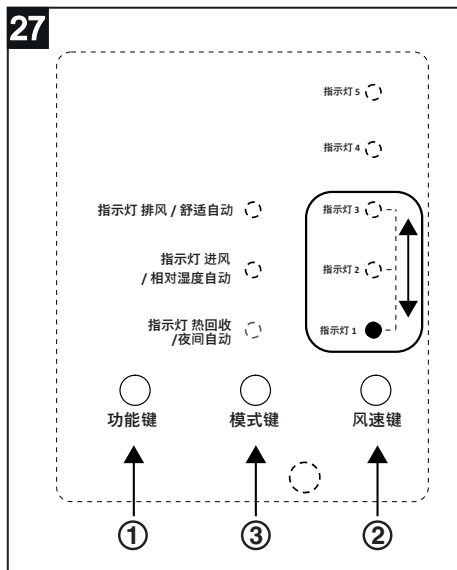 27
指示灯 5
指示灯 4
指示灯 排风 / 舒适自动
指示灯 3
指示灯 进风
/ 相对湿度自动
指示灯 2
指示灯 热回收
/夜间自动
指示灯 1
功能键
模式键
风速键
①
③
②